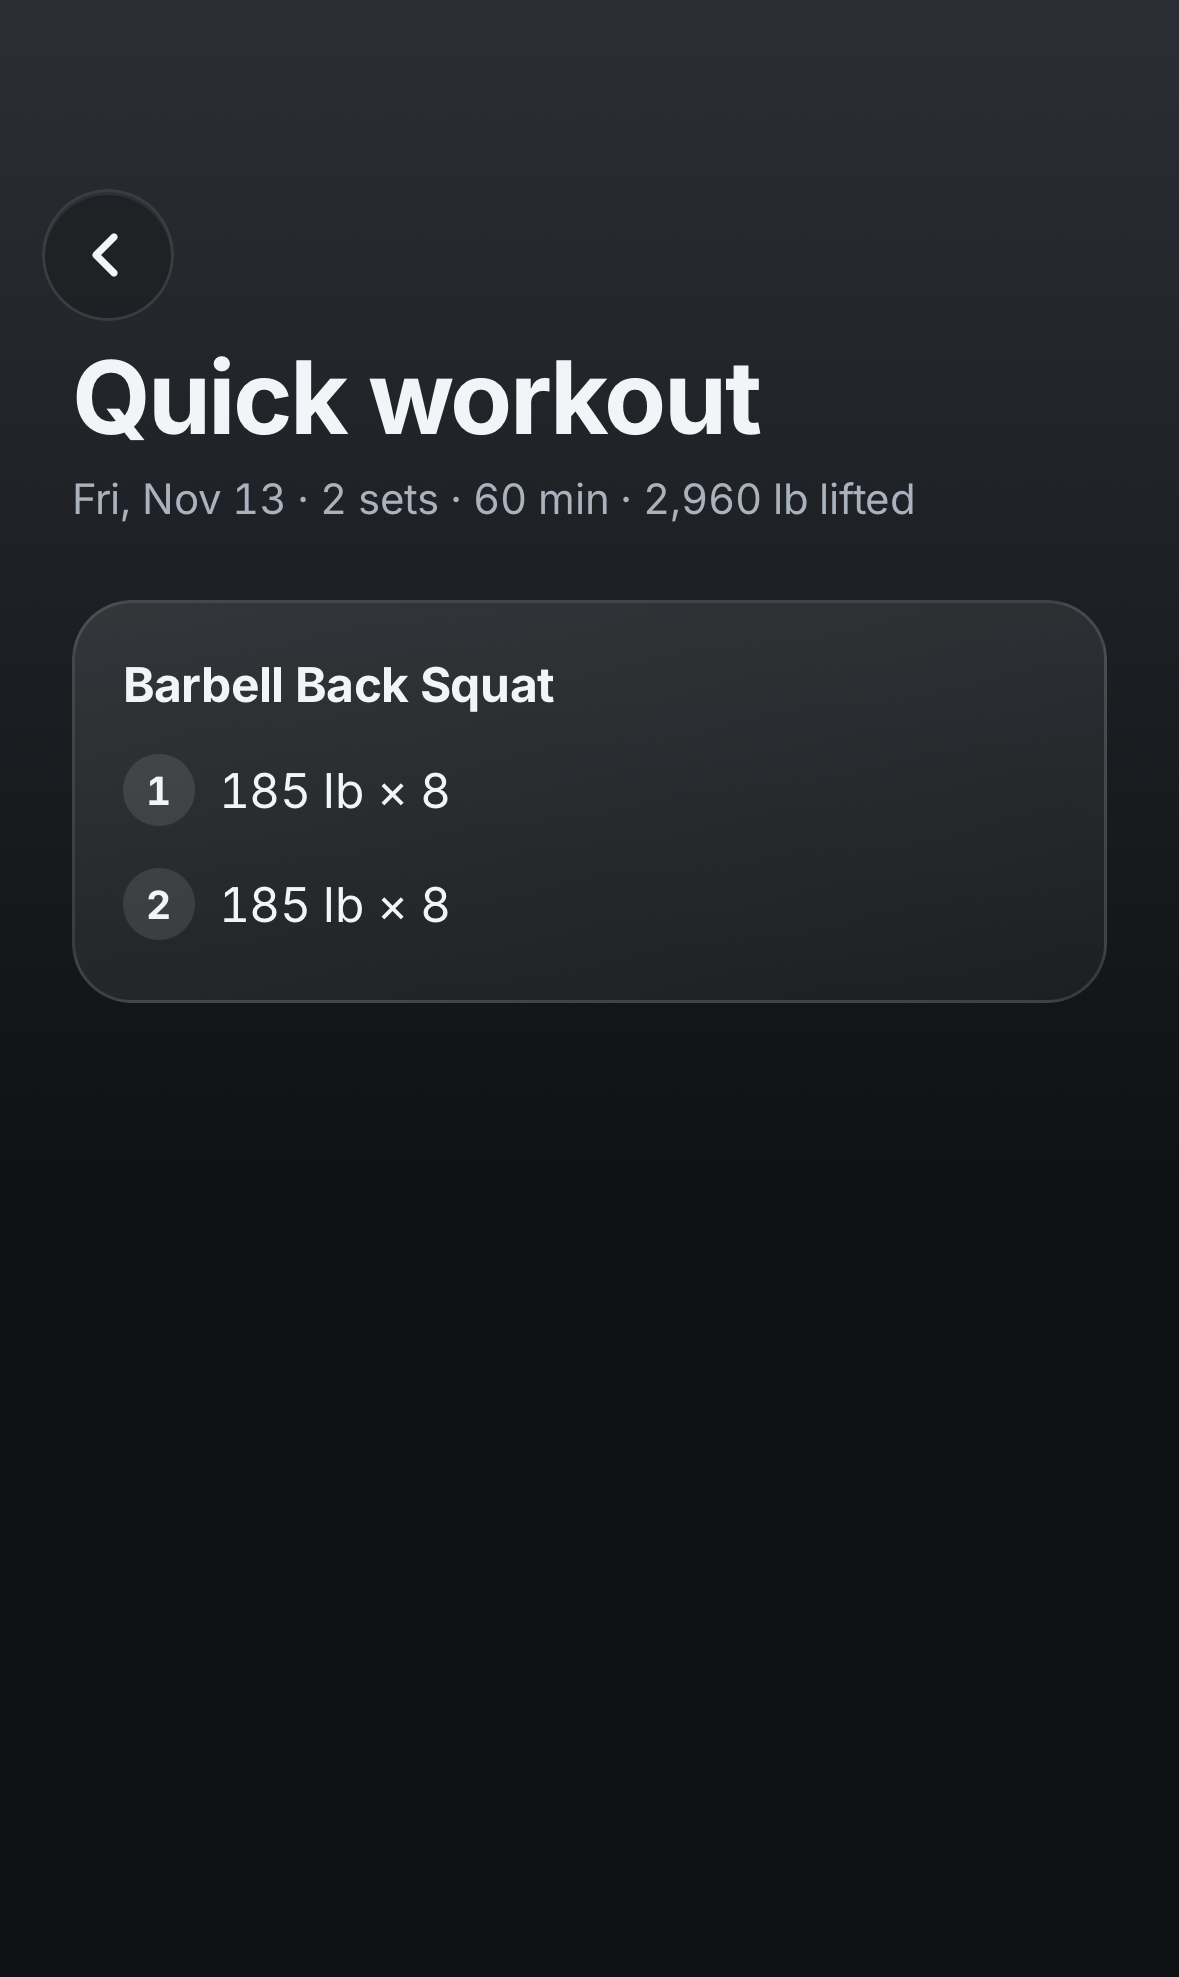 Quick workout
Fri, Nov 13 · 2 sets · 60 min · 2,960 lb lifted
Barbell Back Squat
1 185 lb × 8
2 185 lb × 8